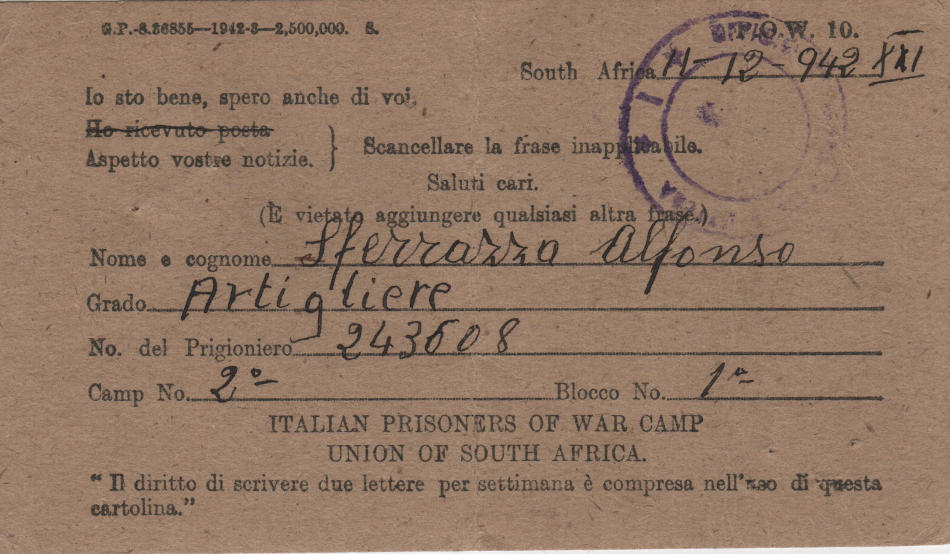 G.P.-S.36855—1942-3—2,500,000. S.
P.O.W. 10.
South Africa 11-12-942 XXI
Io sto bene, spero anche di voi.
Ho ricevuto posta
Aspetto vostre notizie. } Scancellare la frase inapplicabile.
Saluti cari.
(È vietato aggiungere qualsiasi altra frase.)
Nome e cognome Sferrazza Alfonso
Grado Artigliere
No. del Prigioniero 243608
Camp No. 2°- Blocco No. 1ª-
ITALIAN PRISONERS OF WAR CAMP
UNION OF SOUTH AFRICA.
“ Il diritto di scrivere due lettere per settimana è compresa nell'uso di questa
cartolina.”